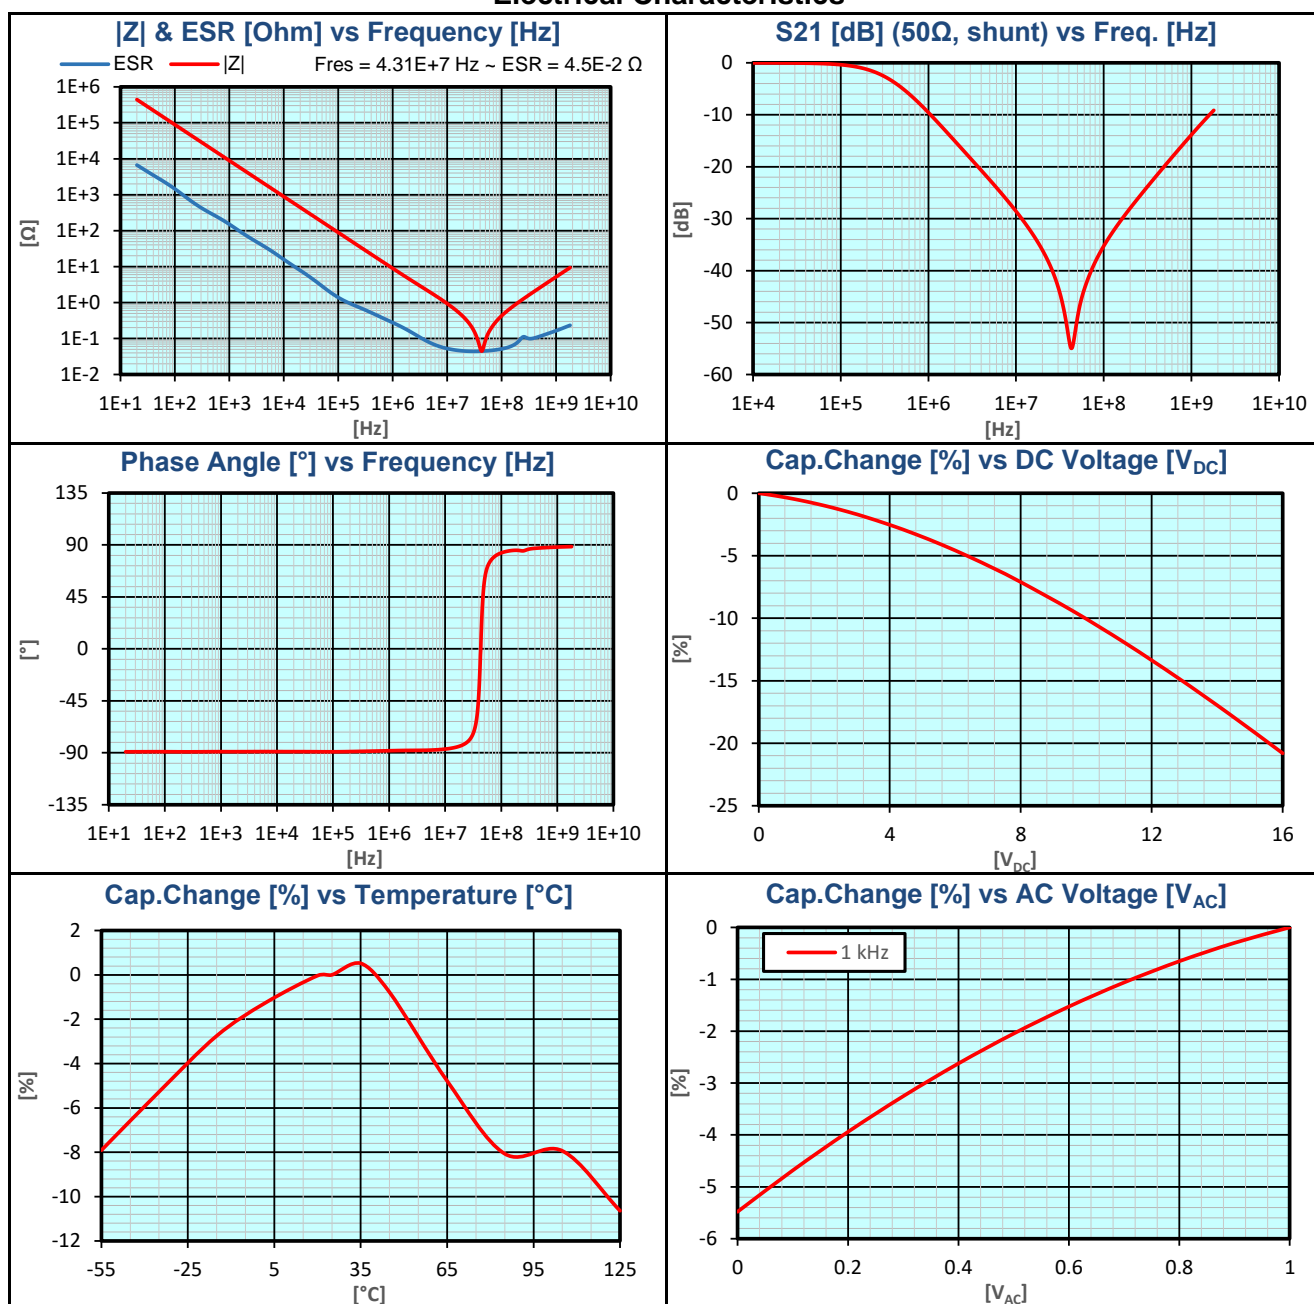 Electrical Characteristics
|Z| & ESR [Ohm] vs Frequency [Hz]
ESR |Z| Fres = 4.31E+7 Hz ~ ESR = 4.5E-2 Ω
1E+6
1E+5
1E+4
1E+3
1E+2
1E+1
1E+0
1E-1
1E-2
[Ω]
1E+1 1E+2 1E+3 1E+4 1E+5 1E+6 1E+7 1E+8 1E+9 1E+10
[Hz]
S21 [dB] (50Ω, shunt) vs Freq. [Hz]
0
-10
-20
-30
-40
-50
-60
[dB]
1E+4 1E+5 1E+6 1E+7 1E+8 1E+9 1E+10
[Hz]
Phase Angle [°] vs Frequency [Hz]
135
90
45
0
-45
-90
-135
[°]
1E+1 1E+2 1E+3 1E+4 1E+5 1E+6 1E+7 1E+8 1E+9 1E+10
[Hz]
Cap.Change [%] vs DC Voltage [VDC]
0
-5
-10
-15
-20
-25
[%]
0 4 8 12 16
[VDC]
Cap.Change [%] vs Temperature [°C]
2
0
-2
-4
-6
-8
-10
-12
[%]
-55 -25 5 35 65 95 125
[°C]
Cap.Change [%] vs AC Voltage [VAC]
1 kHz
0
-1
-2
-3
-4
-5
-6
[%]
0 0.2 0.4 0.6 0.8 1
[VAC]